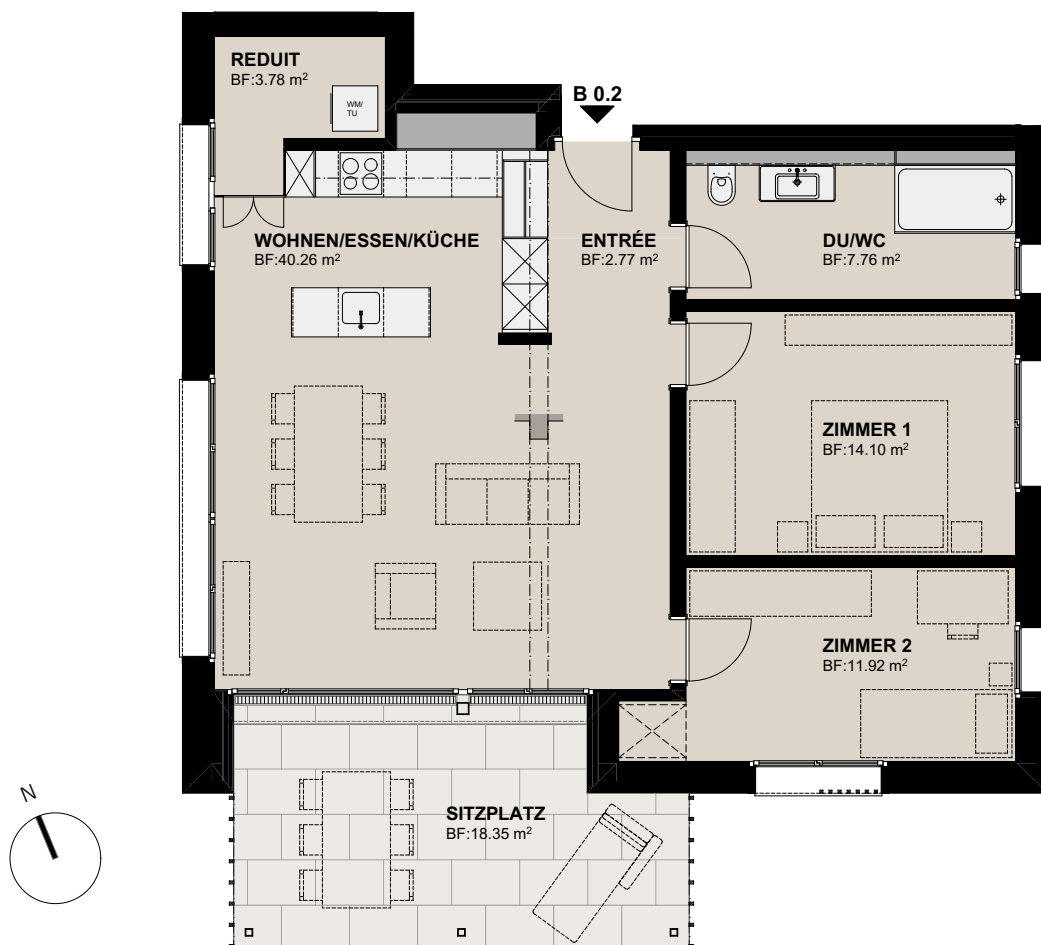 REDUIT
BF:3.78 m²
WM/
TU
B 0.2
WOHNEN/ESSEN/KÜCHE
BF:40.26 m²
ENTRÉE
BF:2.77 m²
DU/WC
BF:7.76 m²
ZIMMER 1
BF:14.10 m²
ZIMMER 2
BF:11.92 m²
N
SITZPLATZ
BF:18.35 m²